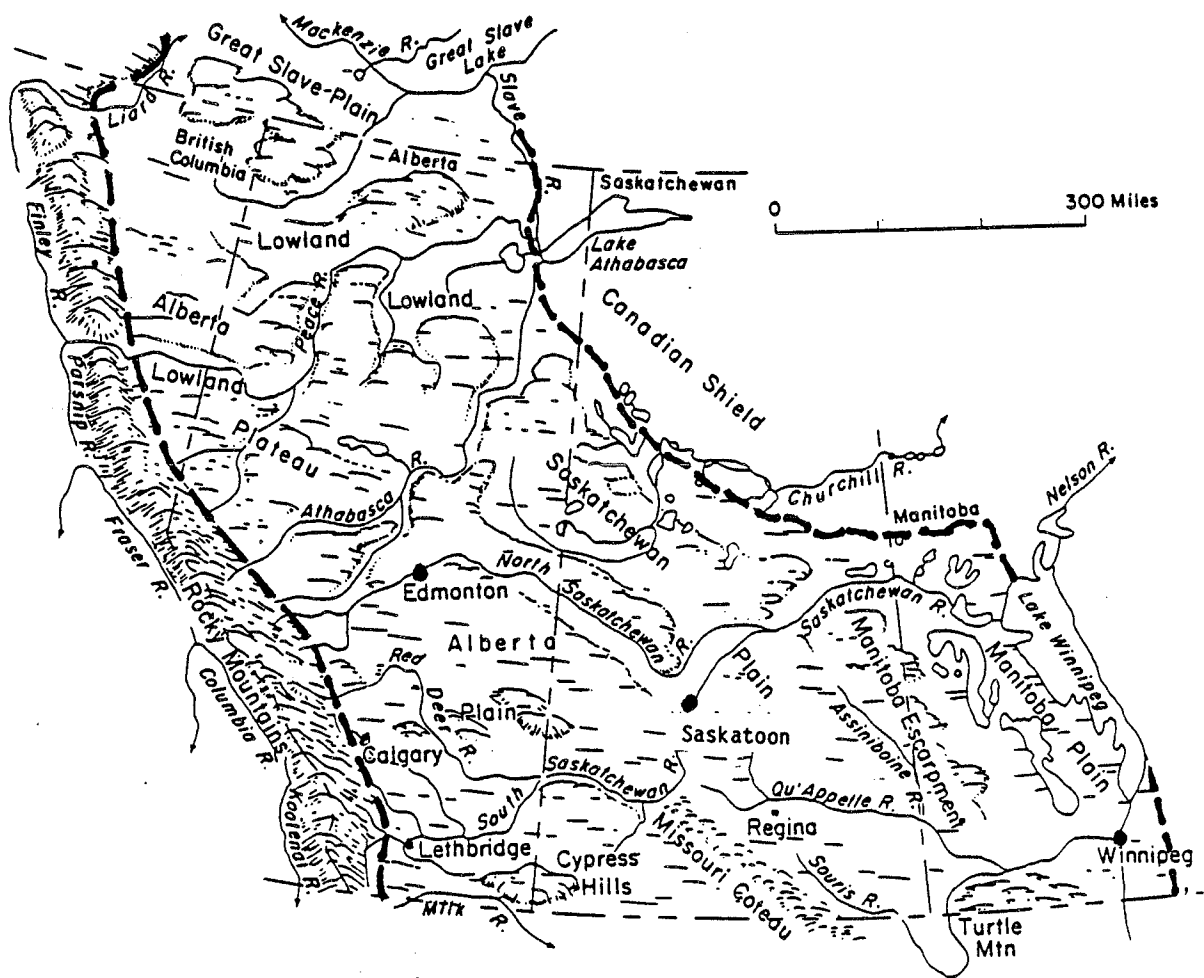 Mackenzie R.
Great Slave Lake
Great Slave-Plain
Slave R.
Liard R.
British Columbia
Alberta
Saskatchewan
0 300 Miles
Finley R.
Lowland
Lake Athabasca
Peace R.
Lowland
Alberta
Lowland
Canadian Shield
Parsnip R.
Plateau
Athabasca R.
Saskatchewan
Churchill R.
Nelson R.
Manitoba
Fraser R.
Rocky Mountains
Edmonton
North Saskatchewan R.
Saskatchewan R.
Lake Winnipeg
Alberta
Plain
Plain
Manitoba Escarpment
Manitoba Plain
Red Deer R.
Columbia R.
Calgary
Saskatoon
Assiniboine R.
South Saskatchewan R.
Qu'Appelle R.
Kootenai R.
Regina
Lethbridge
Cypress Hills
Missouri Coteau
Souris R.
Winnipeg
Milk R.
Turtle Mtn